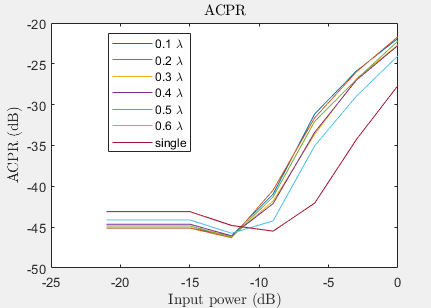 ACPR
-20
-25
-30
-35
-40
-45
-50
ACPR (dB)
0.1 λ
0.2 λ
0.3 λ
0.4 λ
0.5 λ
0.6 λ
single
-25 -20 -15 -10 -5 0
Input power (dB)